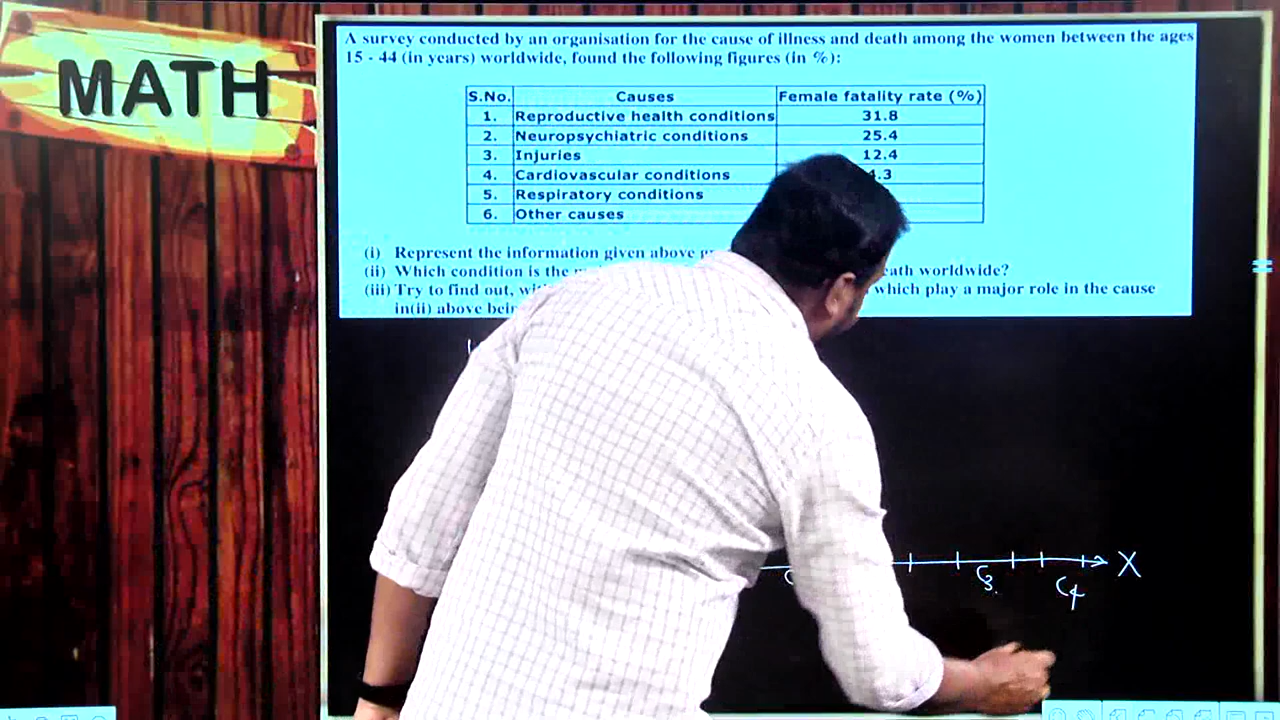 MATH
A survey conducted by an organisation for the cause of illness and death among the women between the ages
15 - 44 (in years) worldwide, found the following figures (in %):
S.No. Causes Female fatality rate (%)
1. Reproductive health conditions 31.8
2. Neuropsychiatric conditions 25.4
3. Injuries 12.4
4. Cardiovascular conditions 4.3
5. Respiratory conditions
6. Other causes
(i) Represent the information given above
(ii) Which condition is the worldwide?
(iii) Try to find out, which play a major role in the cause
in(ii) above
X
C3.
C4